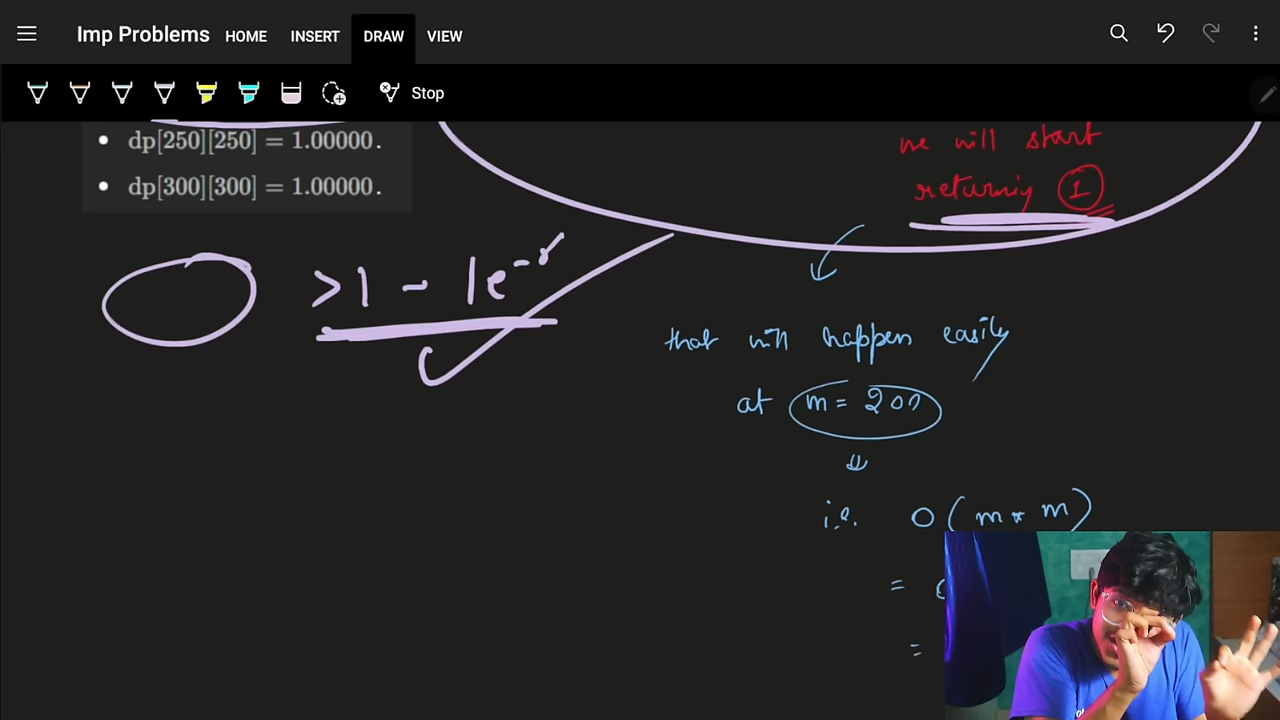 Imp Problems HOME INSERT DRAW VIEW
Stop
• dp[250][250] = 1.00000.
• dp[300][300] = 1.00000.
we will start
returning 1
>1 - 1e
that will happen easily
at m = 200
i.e. O(m * m)
=
=